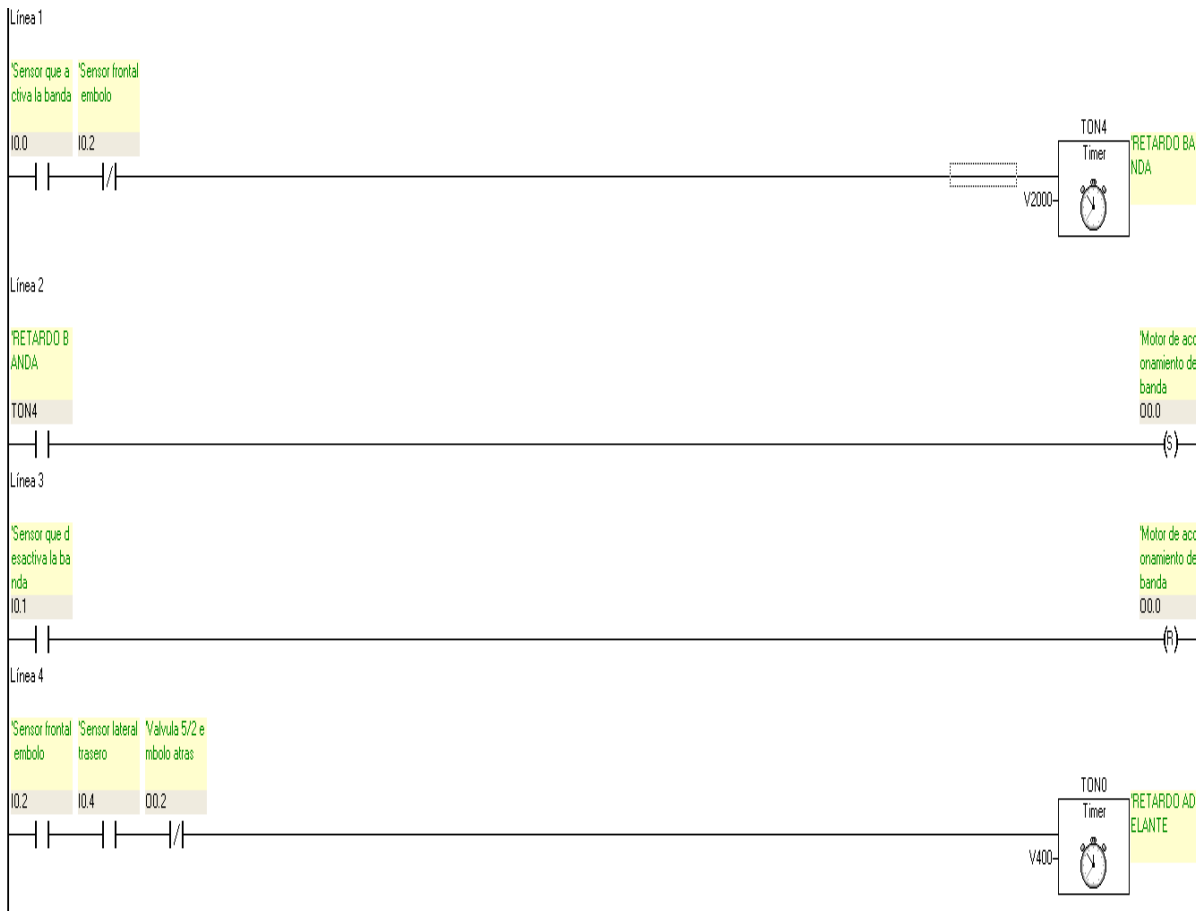 Línea 1
'Sensor que a
ctiva la banda
I0.0
'Sensor frontal
embolo
I0.2
TON4
Timer
V2000
'RETARDO BA
NDA
Línea 2
'RETARDO B
ANDA
TON4
'Motor de acci
onamiento de
banda
O0.0
(S)
Línea 3
'Sensor que d
esactiva la ba
nda
I0.1
'Motor de acci
onamiento de
banda
O0.0
(R)
Línea 4
'Sensor frontal
embolo
I0.2
'Sensor lateral
trasero
I0.4
'Valvula 5/2 e
mbolo atras
O0.2
TON0
Timer
V400
'RETARDO AD
ELANTE